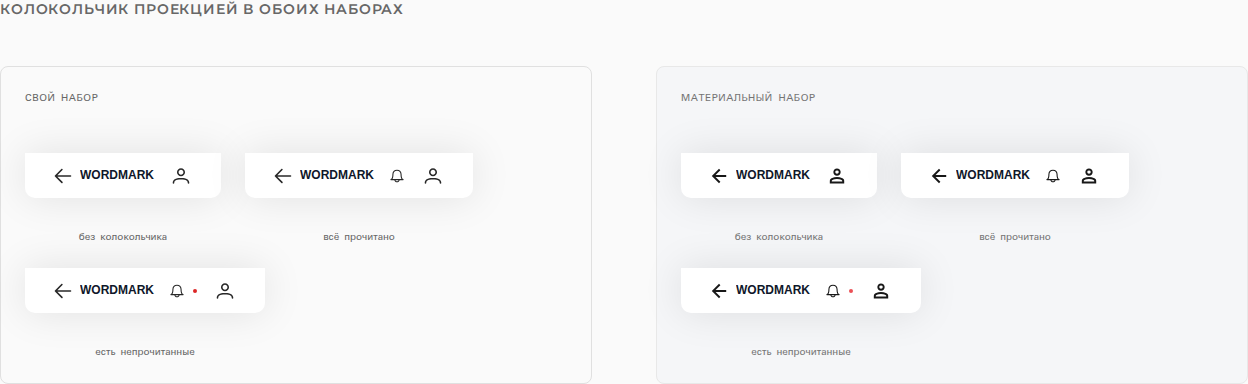 КОЛОКОЛЬЧИК ПРОЕКЦИЕЙ В ОБОИХ НАБОРАХ
СВОЙ НАБОР
WORDMARK
WORDMARK
без колокольчика
всё прочитано
WORDMARK
есть непрочитанные
МАТЕРИАЛЬНЫЙ НАБОР
WORDMARK
WORDMARK
без колокольчика
всё прочитано
WORDMARK
есть непрочитанные